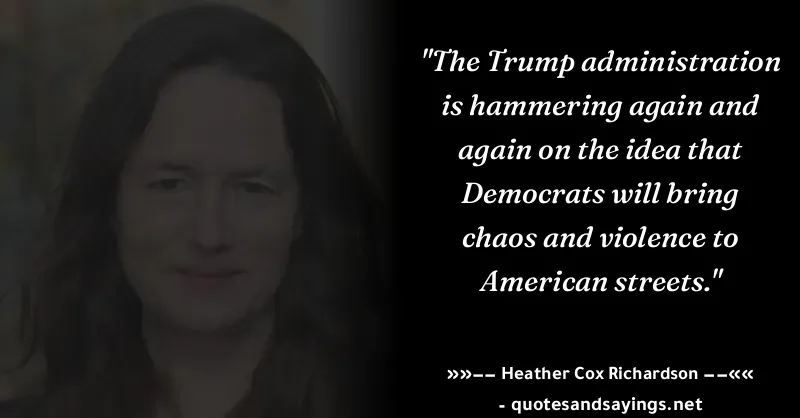 "The Trump administration
is hammering again and
again on the idea that
Democrats will bring
chaos and violence to
American streets."
»»-- Heather Cox Richardson --««
- quotesandsayings.net